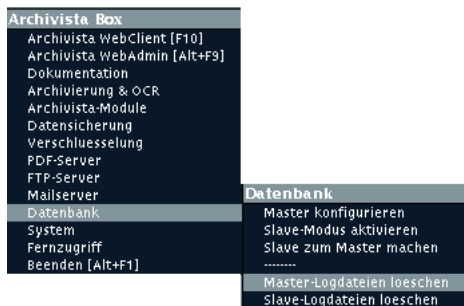 Archivista Box
Archivista WebClient [F10]
Archivista WebAdmin [Alt+F9]
Dokumentation
Archivierung & OCR
Archivista-Module
Datensicherung
Verschluesselung
PDF-Server
FTP-Server
Mailserver
Datenbank
System
Fernzugriff
Beenden [Alt+F1]
Datenbank
Master konfigurieren
Slave-Modus aktivieren
Slave zum Master machen
--------
Master-Logdateien loeschen
Slave-Logdateien loeschen